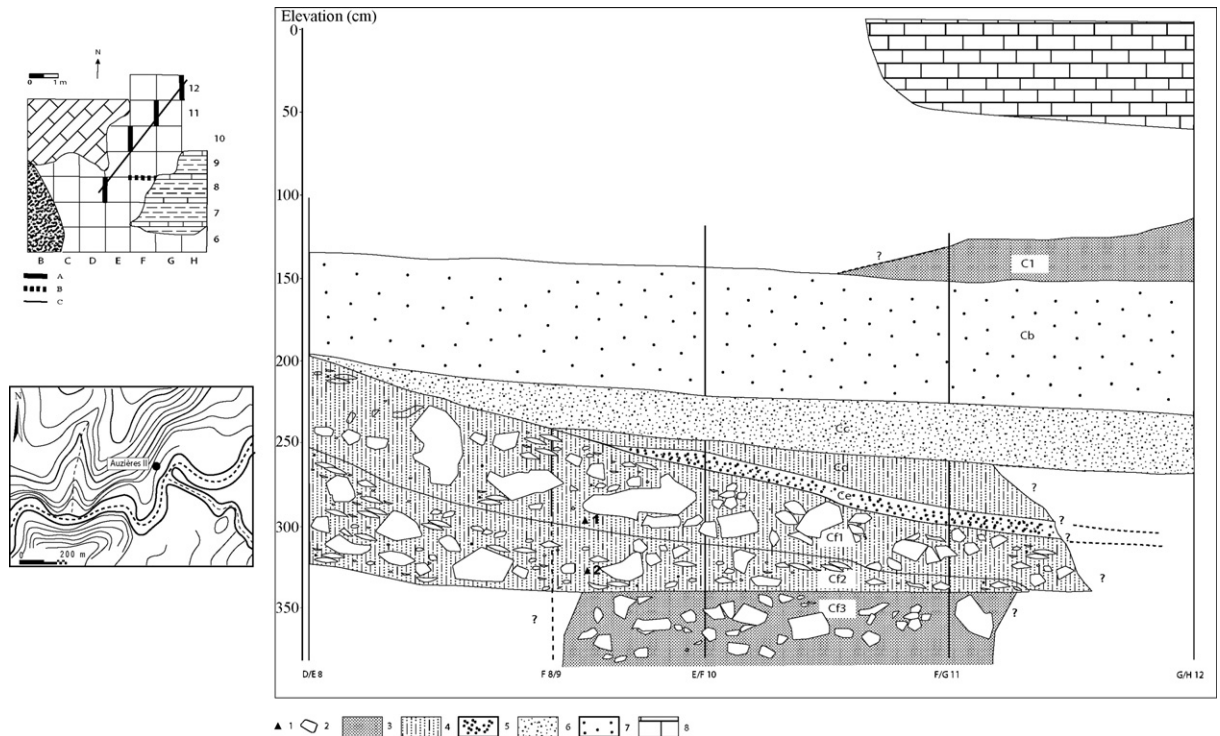 Elevation (cm)
0
50
100
150
200
250
300
350
C1
?
Cb
Cc
Cd
?
Ce
?
?
1
Cf1
2
Cf2
?
?
Cf3
?
D/E 8
F 8/9
E/F 10
F/G 11
G/H 12
N
0 1 m
12
11
10
9
8
7
6
B C D E F G H
A
B
C
N
Auzières II
0 200 m
1 2 3 4 5 6 7 8